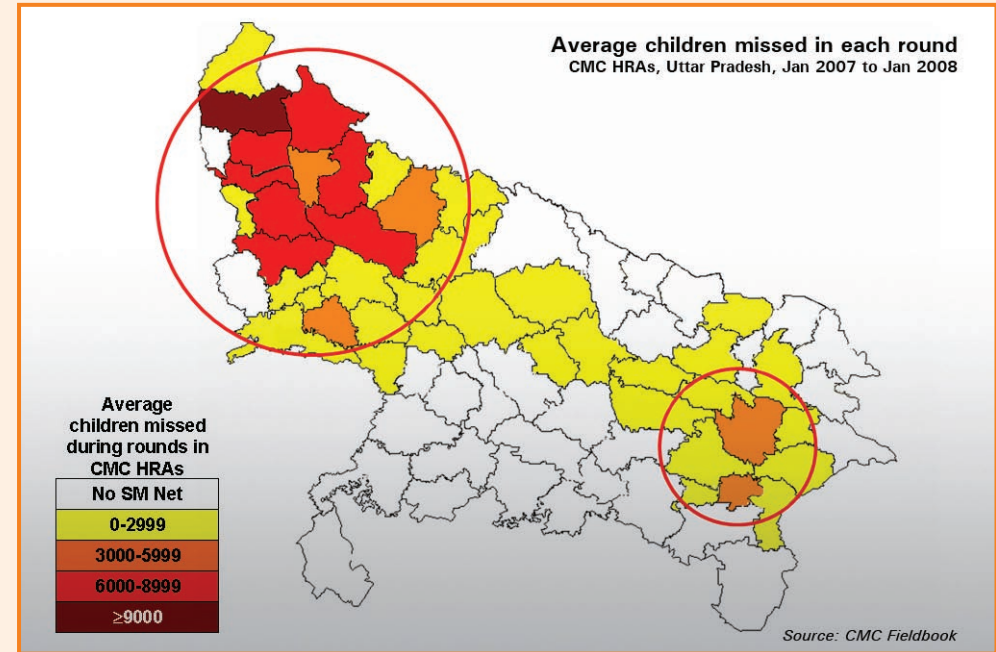 Average children missed in each round
CMC HRAs, Uttar Pradesh, Jan 2007 to Jan 2008
Average
children missed
during rounds in
CMC HRAs
No SM Net
0-2999
3000-5999
6000-8999
≥9000
Source: CMC Fieldbook